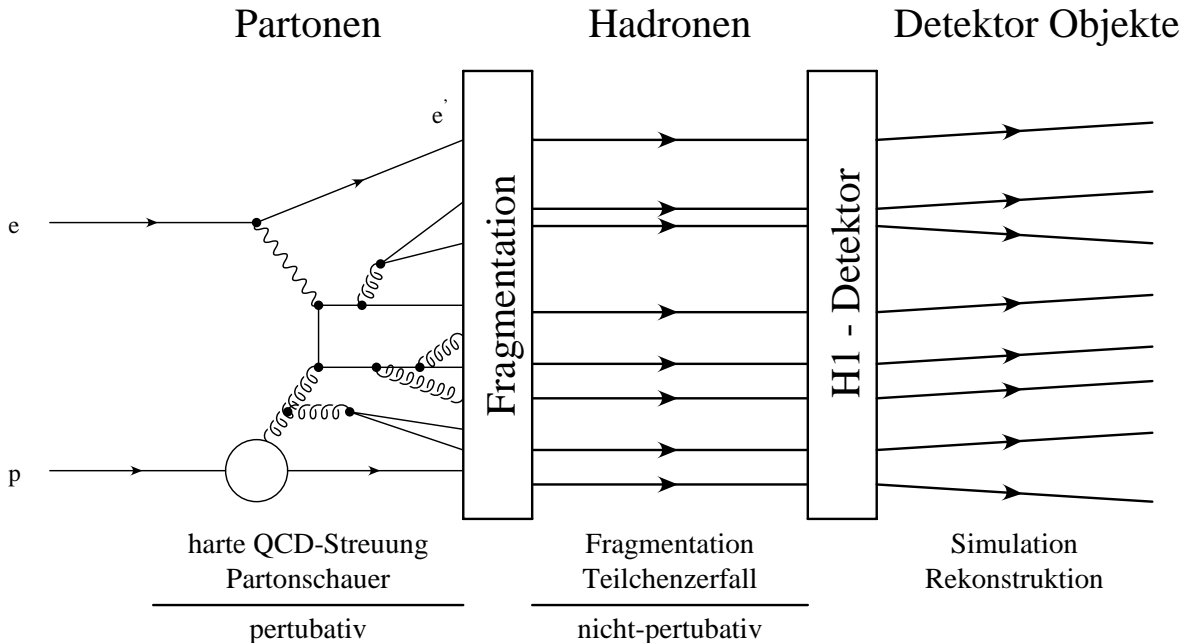 Partonen
Hadronen
Detektor Objekte
e'
e
p
Fragmentation
H1 - Detektor
harte QCD-Streuung
Partonschauer
pertubativ
Fragmentation
Teilchenzerfall
nicht-pertubativ
Simulation
Rekonstruktion